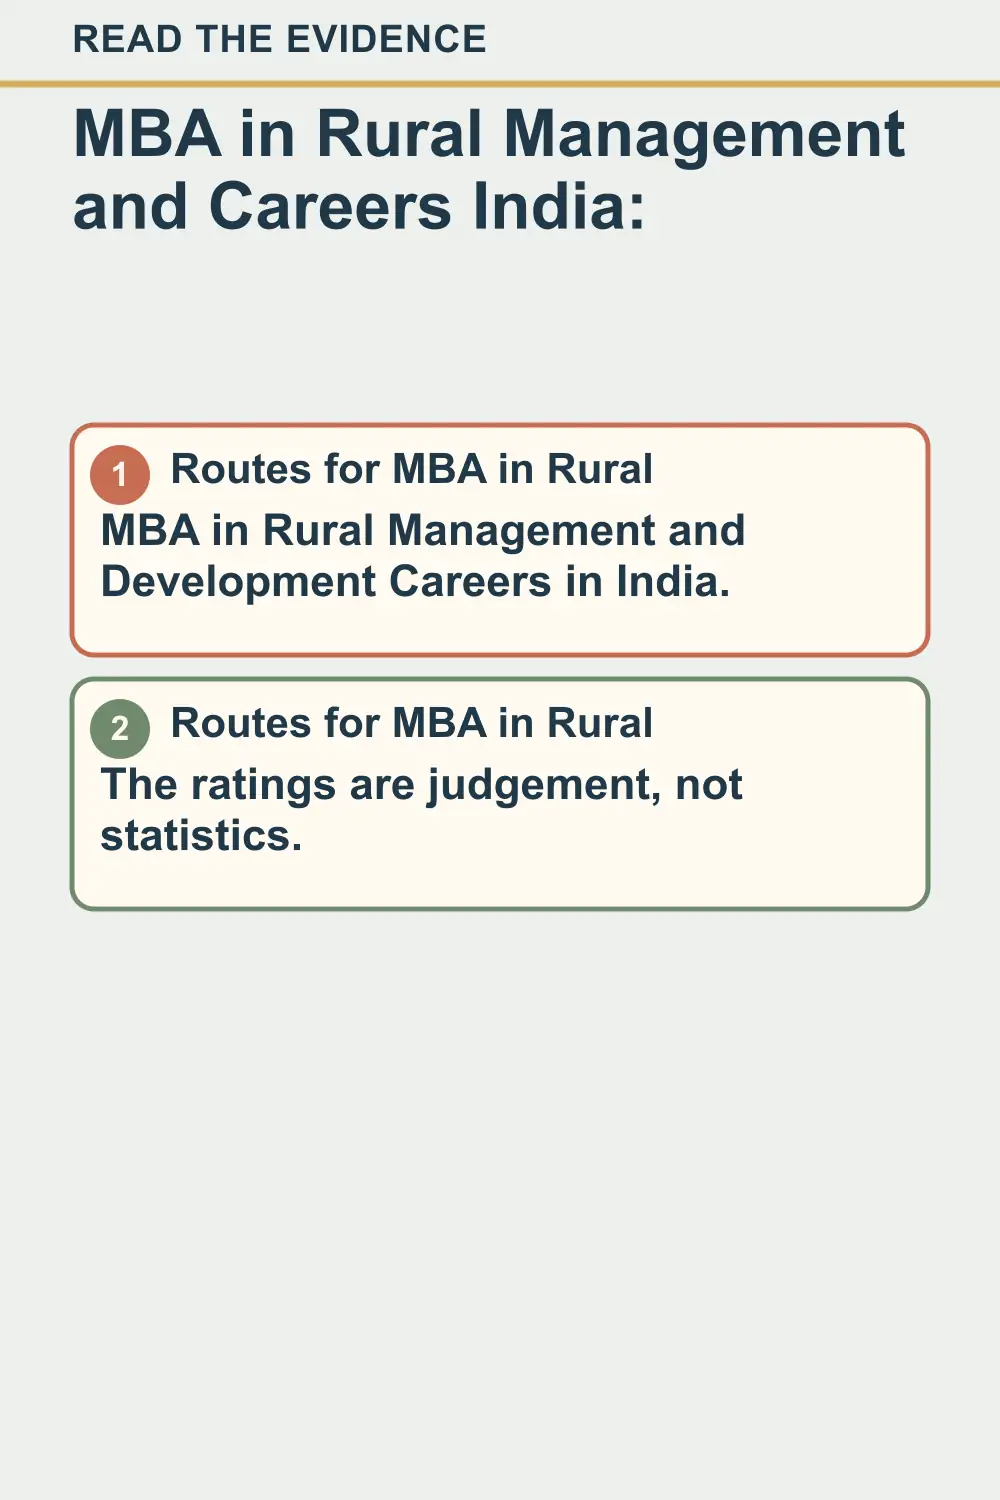 READ THE EVIDENCE
MBA in Rural Management
and Careers India:
1 Routes for MBA in Rural
MBA in Rural Management and
Development Careers in India.
2 Routes for MBA in Rural
The ratings are judgement, not
statistics.